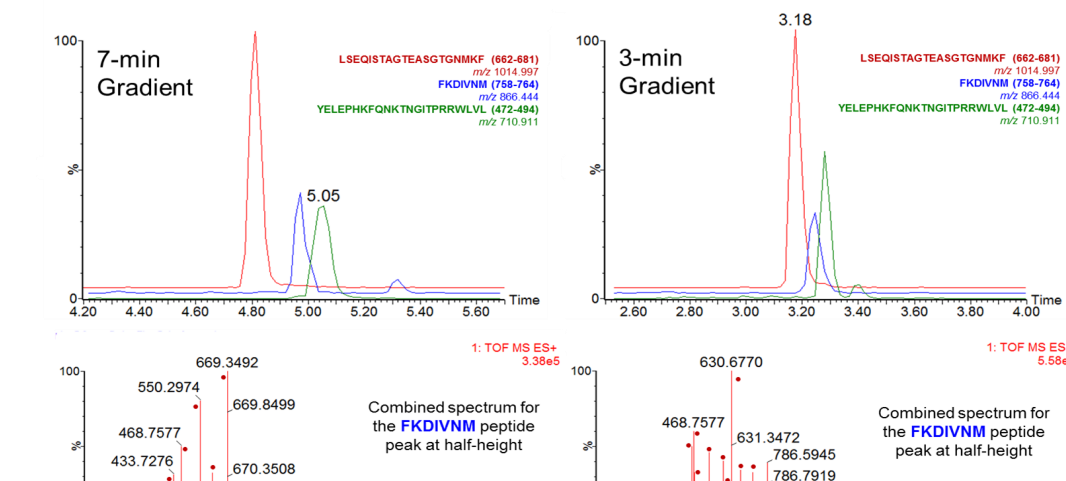 7-min
Gradient
LSEQISTAGTEASGTGNMKF (662-681)
m/z 1014.997
FKDIVNM (758-764)
m/z 866.444
YELEPHKFQNKTNGITPRRWLVL (472-494)
m/z 710.911
100
%
0
5.05
Time
4.20 4.40 4.60 4.80 5.00 5.20 5.40 5.60
3.18
3-min
Gradient
LSEQISTAGTEASGTGNMKF (662-681)
m/z 1014.997
FKDIVNM (758-764)
m/z 866.444
YELEPHKFQNKTNGITPRRWLVL (472-494)
m/z 710.911
100
%
0
Time
2.60 2.80 3.00 3.20 3.40 3.60 3.80 4.00
1: TOF MS ES+
3.38e5
100
%
669.3492
550.2974
669.8499
468.7577
433.7276
670.3508
Combined spectrum for
the FKDIVNM peptide
peak at half-height
1: TOF MS ES
5.58e
100
%
630.6770
468.7577
631.3472
786.5945
786.7919
Combined spectrum for
the FKDIVNM peptide
peak at half-height